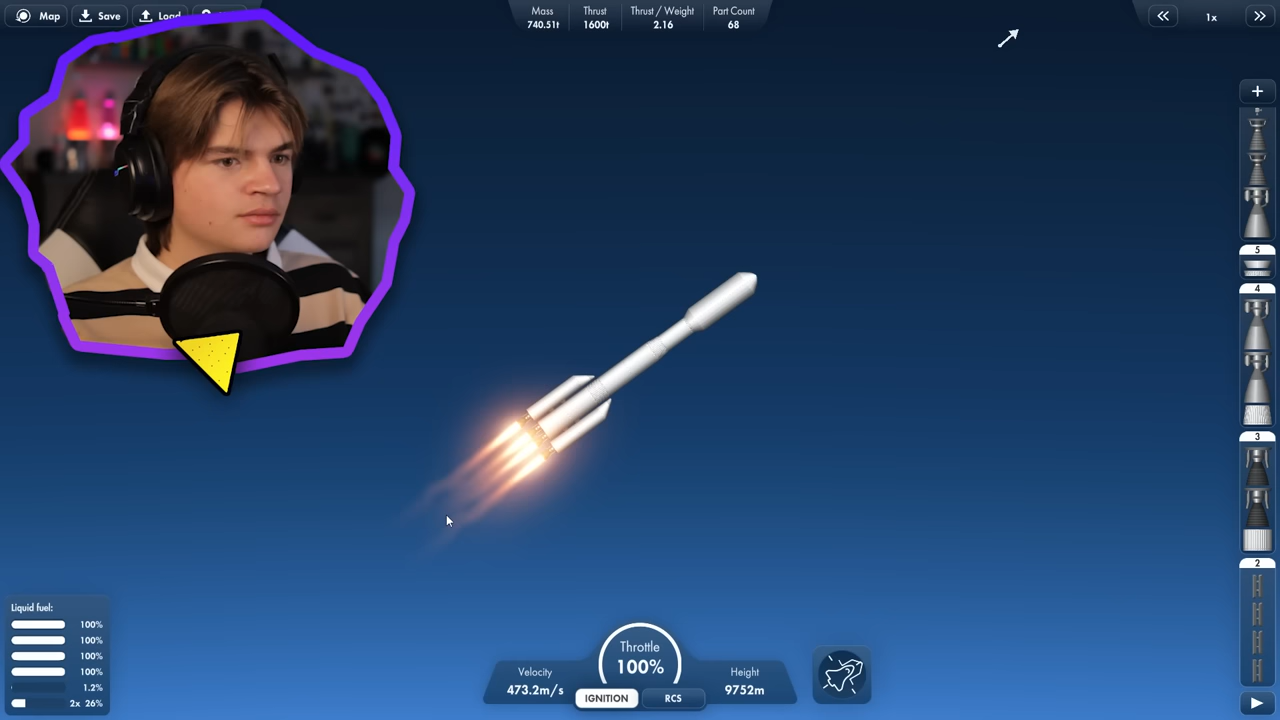 Map
Save
Load
Mass
740.51t
Thrust
1600t
Thrust / Weight
2.16
Part Count
68
1x
5
4
3
2
Liquid fuel:
100%
100%
100%
100%
1.2%
2x 26%
Throttle
100%
Velocity
473.2m/s
Height
9752m
IGNITION
RCS